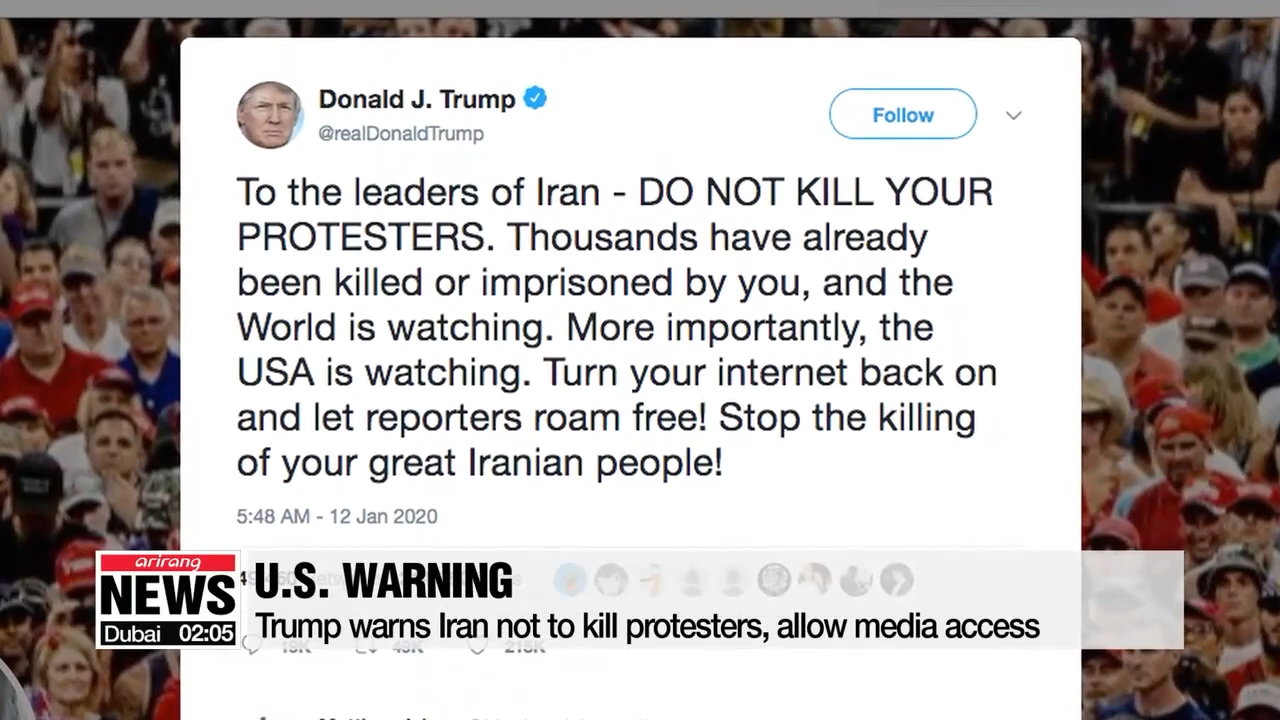 Donald J. Trump
@realDonaldTrump
Follow
To the leaders of Iran - DO NOT KILL YOUR
PROTESTERS. Thousands have already
been killed or imprisoned by you, and the
World is watching. More importantly, the
USA is watching. Turn your internet back on
and let reporters roam free! Stop the killing
of your great Iranian people!
5:48 AM - 12 Jan 2020
arirang
NEWS
Dubai 02:05
U.S. WARNING
Trump warns Iran not to kill protesters, allow media access